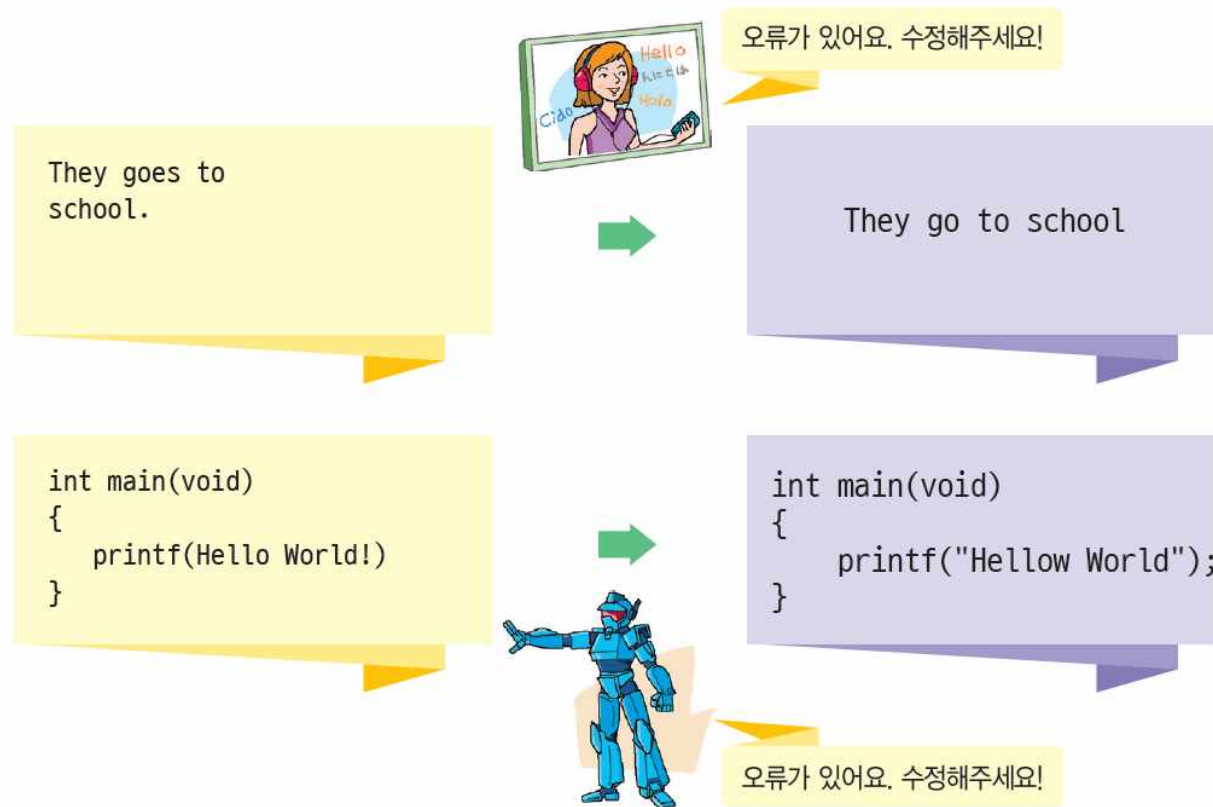 오류가 있어요. 수정해주세요!
Hello
Hola
Ciao
They goes to
school.
They go to school
int main(void)
{
printf(Hello World!)
}
int main(void)
{
printf("Hellow World");
}
오류가 있어요. 수정해주세요!